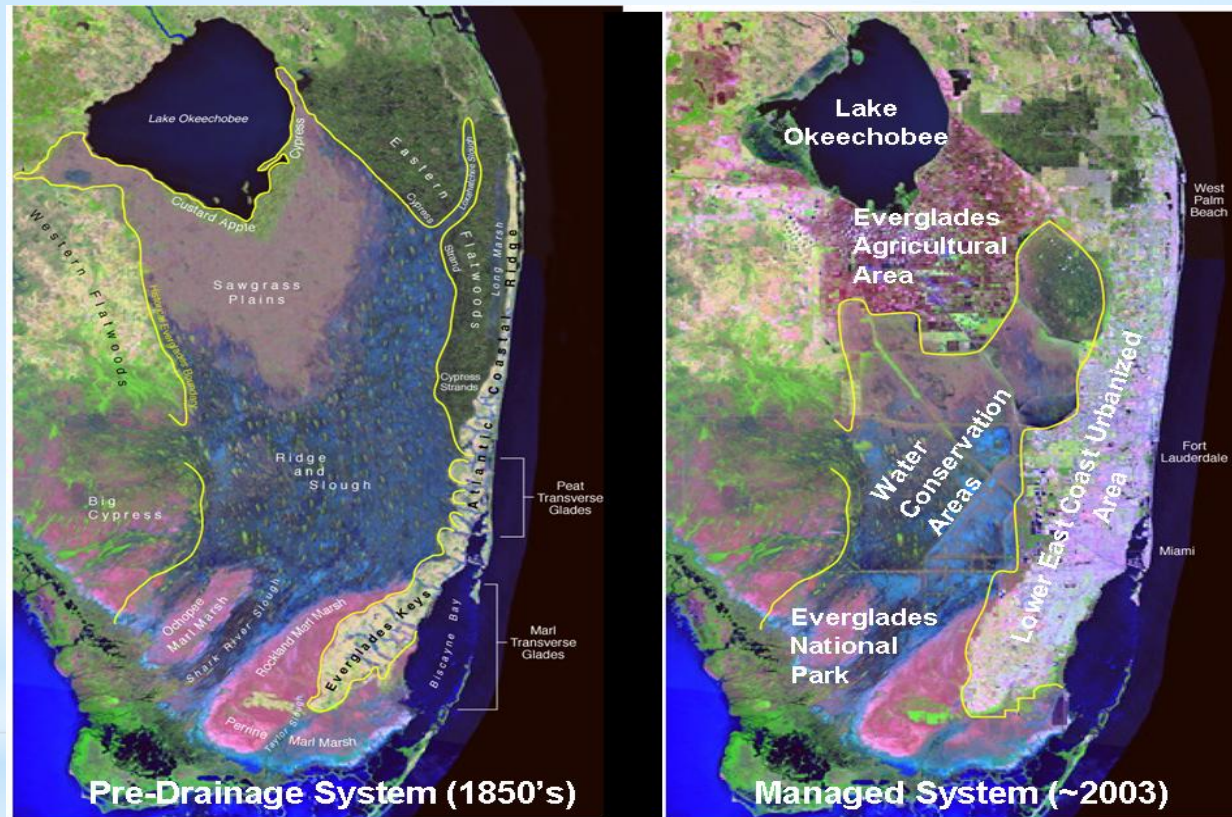 Lake Okeechobee
Cypress
Custard Apple
Eastern
Flatwoods
Cypress
Strand
Loxahatchee Slough
Long Marsh
Western Flatwoods
Historic Everglades Boundary
Sawgrass
Plains
Cypress
Strands
Atlantic Coastal Ridge
Ridge
and
Slough
Peat
Transverse
Glades
Big
Cypress
Ochopee
Marl Marsh
Shark River Slough
Rockland Marl Marsh
Everglades Keys
Biscayne Bay
Marl
Transverse
Glades
Perrine
Taylor Slough
Marl Marsh
Pre-Drainage System (1850's)
Lake
Okeechobee
West
Palm
Beach
Everglades
Agricultural
Area
Water
Conservation
Areas
Lower East Coast Urbanized
Area
Fort
Lauderdale
Miami
Everglades
National
Park
Managed System (~2003)